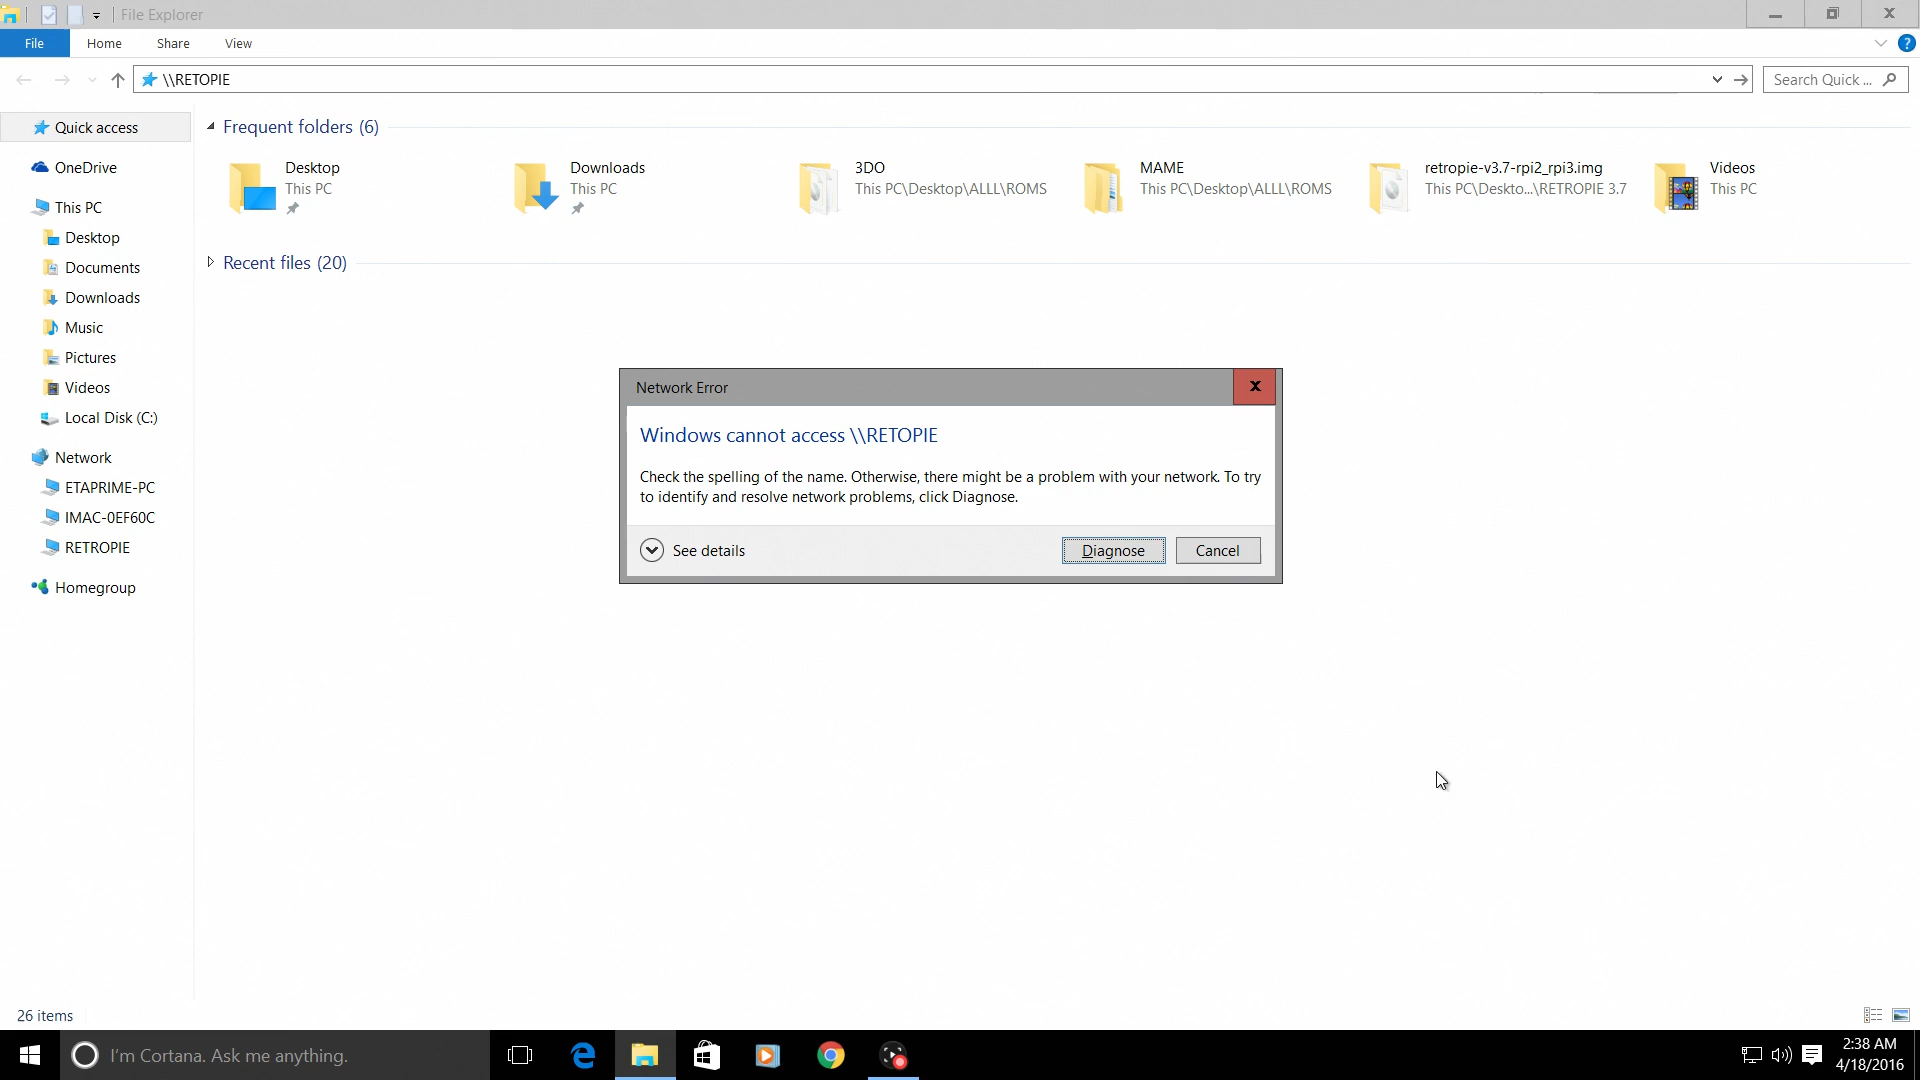 File Explorer
File Home Share View
\\RETOPIE
Search Quick ...
Quick access
OneDrive
This PC
Desktop
Documents
Downloads
Music
Pictures
Videos
Local Disk (C:)
Network
ETAPRIME-PC
IMAC-0EF60C
RETROPIE
Homegroup
Frequent folders (6)
Desktop
This PC
Downloads
This PC
3DO
This PC\Desktop\ALLL\ROMS
MAME
This PC\Desktop\ALLL\ROMS
retropie-v3.7-rpi2_rpi3.img
This PC\Deskto...\RETROPIE 3.7
Videos
This PC
Recent files (20)
Network Error
Windows cannot access \\RETOPIE
Check the spelling of the name. Otherwise, there might be a problem with your network. To try
to identify and resolve network problems, click Diagnose.
See details
Diagnose
Cancel
26 items
I'm Cortana. Ask me anything.
2:38 AM
4/18/2016